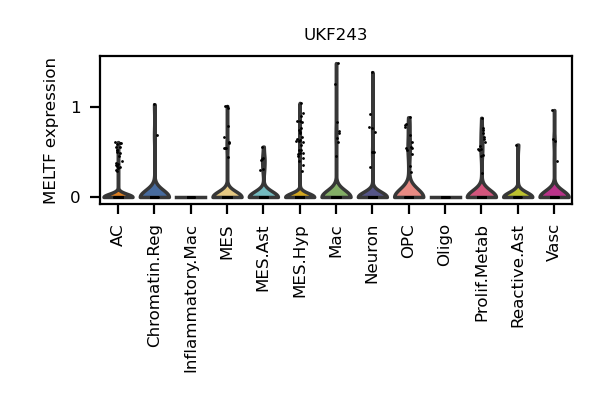 UKF243
MELTF expression
1
0
AC
Chromatin.Reg
Inflammatory.Mac
MES
MES.Ast
MES.Hyp
Mac
Neuron
OPC
Oligo
Prolif.Metab
Reactive.Ast
Vasc